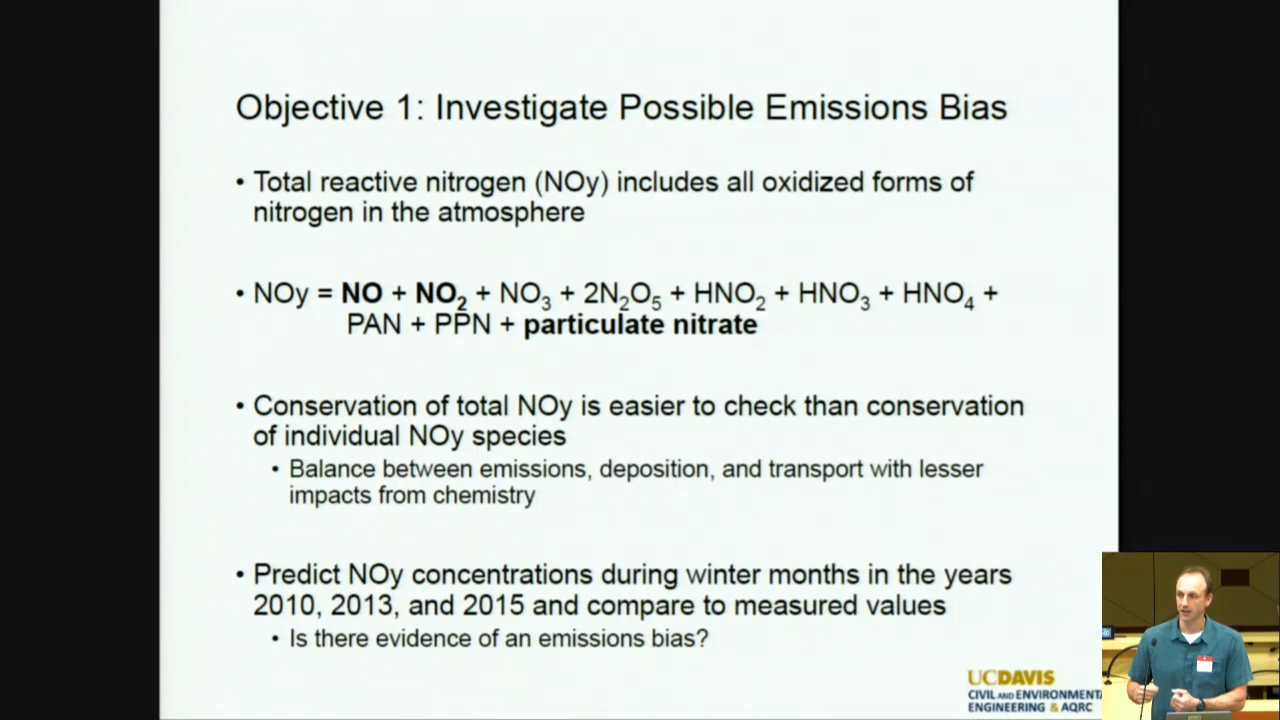 Objective 1: Investigate Possible Emissions Bias
• Total reactive nitrogen (NOy) includes all oxidized forms of
nitrogen in the atmosphere
• NOy = NO + NO₂ + NO₃ + 2N₂O₅ + HNO₂ + HNO₃ + HNO₄ +
PAN + PPN + particulate nitrate
• Conservation of total NOy is easier to check than conservation
of individual NOy species
• Balance between emissions, deposition, and transport with lesser
impacts from chemistry
• Predict NOy concentrations during winter months in the years
2010, 2013, and 2015 and compare to measured values
• Is there evidence of an emissions bias?
UCDAVIS
CIVIL AND ENVIRONMENT
ENGINEERING & AQRC